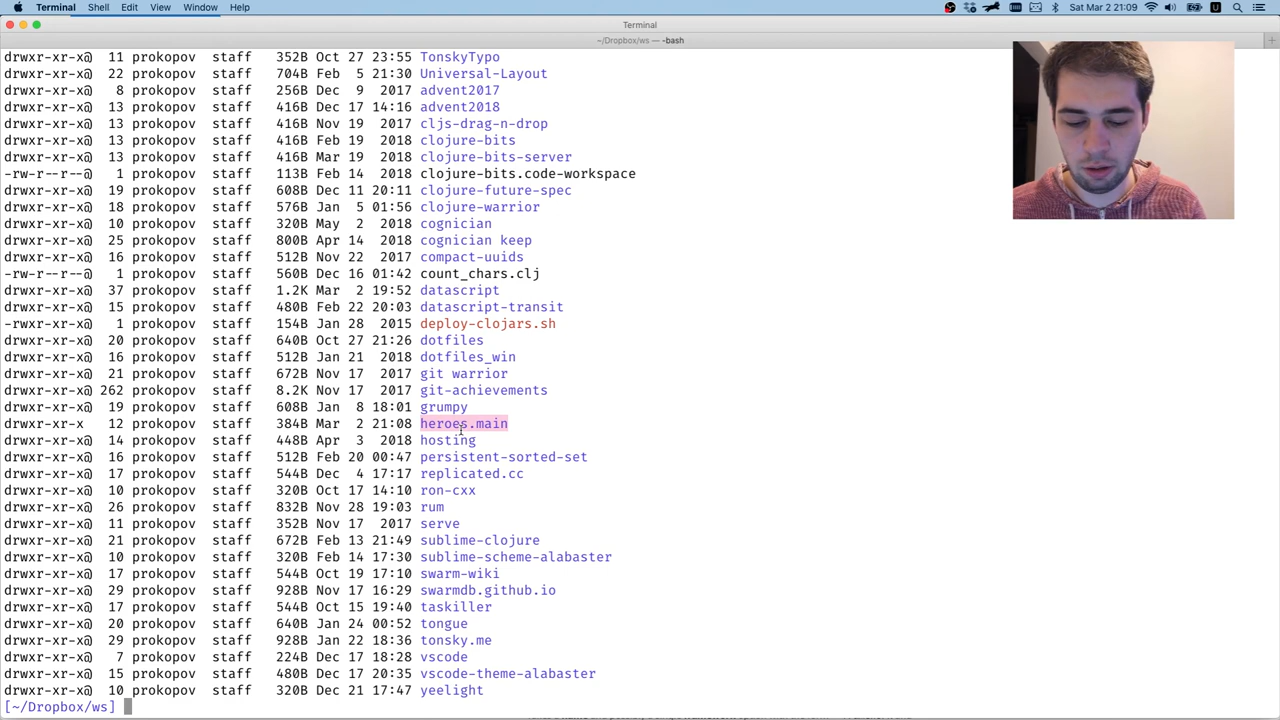 Terminal Shell Edit View Window Help Sat Mar 2 21:09
Terminal
~/Dropbox/ws — -bash
drwxr-xr-x@ 11 prokopov staff 352B Oct 27 23:55 TonskyTypo
drwxr-xr-x@ 22 prokopov staff 704B Feb 5 21:30 Universal-Layout
drwxr-xr-x@ 8 prokopov staff 256B Dec 9 2017 advent2017
drwxr-xr-x@ 13 prokopov staff 416B Dec 17 14:16 advent2018
drwxr-xr-x@ 13 prokopov staff 416B Nov 19 2017 cljs-drag-n-drop
drwxr-xr-x@ 13 prokopov staff 416B Feb 19 2018 clojure-bits
drwxr-xr-x@ 13 prokopov staff 416B Mar 19 2018 clojure-bits-server
-rw-r--r--@ 1 prokopov staff 113B Feb 14 2018 clojure-bits.code-workspace
drwxr-xr-x@ 19 prokopov staff 608B Dec 11 20:11 clojure-future-spec
drwxr-xr-x@ 18 prokopov staff 576B Jan 5 01:56 clojure-warrior
drwxr-xr-x@ 10 prokopov staff 320B May 2 2018 cognician
drwxr-xr-x@ 25 prokopov staff 800B Apr 14 2018 cognician keep
drwxr-xr-x@ 16 prokopov staff 512B Nov 22 2017 compact-uuids
-rw-r--r--@ 1 prokopov staff 560B Dec 16 01:42 count_chars.clj
drwxr-xr-x@ 37 prokopov staff 1.2K Mar 2 19:52 datascript
drwxr-xr-x@ 15 prokopov staff 480B Feb 22 20:03 datascript-transit
-rwxr-xr-x@ 1 prokopov staff 154B Jan 28 2015 deploy-clojars.sh
drwxr-xr-x@ 20 prokopov staff 640B Oct 27 21:26 dotfiles
drwxr-xr-x@ 16 prokopov staff 512B Jan 21 2018 dotfiles_win
drwxr-xr-x@ 21 prokopov staff 672B Nov 17 2017 git warrior
drwxr-xr-x@ 262 prokopov staff 8.2K Nov 17 2017 git-achievements
drwxr-xr-x@ 19 prokopov staff 608B Jan 8 18:01 grumpy
drwxr-xr-x 12 prokopov staff 384B Mar 2 21:08 heroes.main
drwxr-xr-x@ 14 prokopov staff 448B Apr 3 2018 hosting
drwxr-xr-x@ 16 prokopov staff 512B Feb 20 00:47 persistent-sorted-set
drwxr-xr-x@ 17 prokopov staff 544B Dec 4 17:17 replicated.cc
drwxr-xr-x@ 10 prokopov staff 320B Oct 17 14:10 ron-cxx
drwxr-xr-x@ 26 prokopov staff 832B Nov 28 19:03 rum
drwxr-xr-x@ 11 prokopov staff 352B Nov 17 2017 serve
drwxr-xr-x@ 21 prokopov staff 672B Feb 13 21:49 sublime-clojure
drwxr-xr-x@ 10 prokopov staff 320B Feb 14 17:30 sublime-scheme-alabaster
drwxr-xr-x@ 17 prokopov staff 544B Oct 19 17:10 swarm-wiki
drwxr-xr-x@ 29 prokopov staff 928B Nov 17 16:29 swarmdb.github.io
drwxr-xr-x@ 17 prokopov staff 544B Oct 15 19:40 taskiller
drwxr-xr-x@ 20 prokopov staff 640B Jan 24 00:52 tongue
drwxr-xr-x@ 29 prokopov staff 928B Jan 22 18:36 tonsky.me
drwxr-xr-x@ 7 prokopov staff 224B Dec 17 18:28 vscode
drwxr-xr-x@ 15 prokopov staff 480B Dec 17 20:35 vscode-theme-alabaster
drwxr-xr-x@ 10 prokopov staff 320B Dec 21 17:47 yeelight
[~/Dropbox/ws]